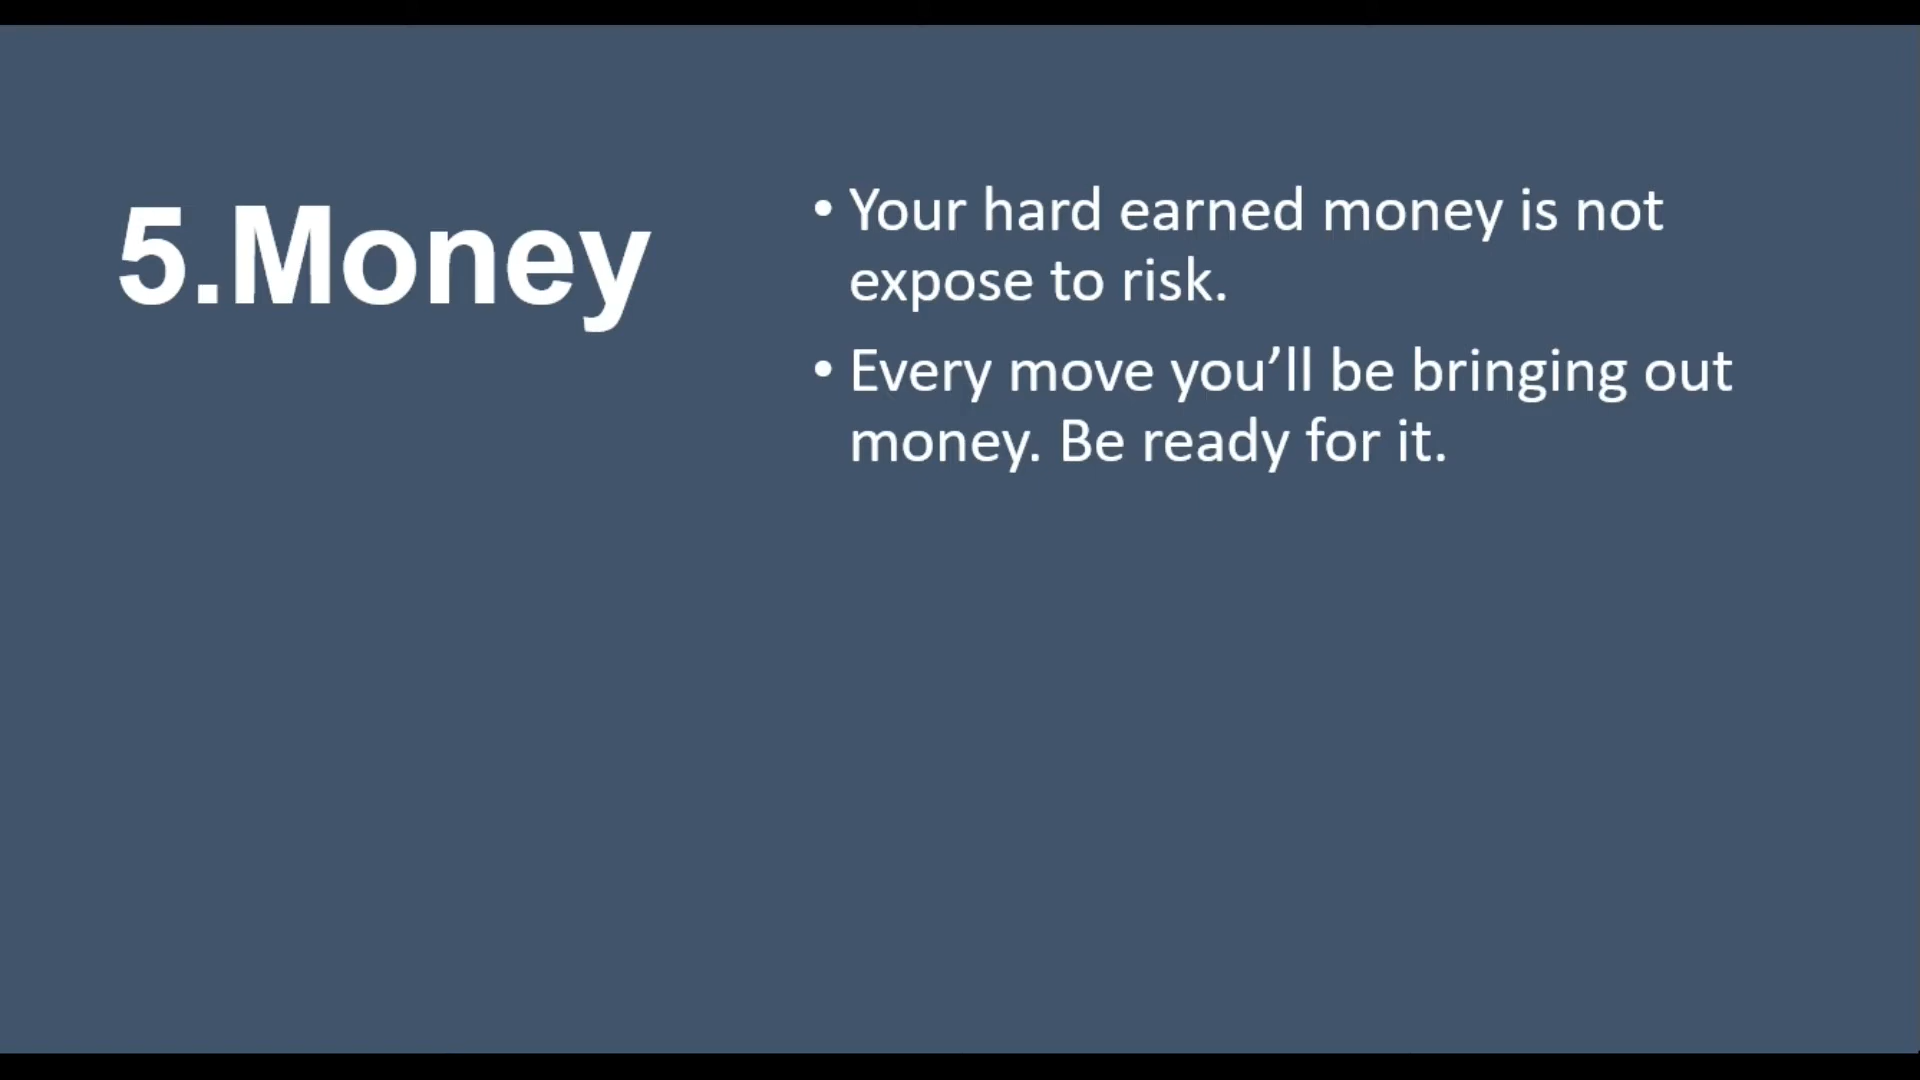 5.Money
• Your hard earned money is not
expose to risk.
• Every move you’ll be bringing out
money. Be ready for it.